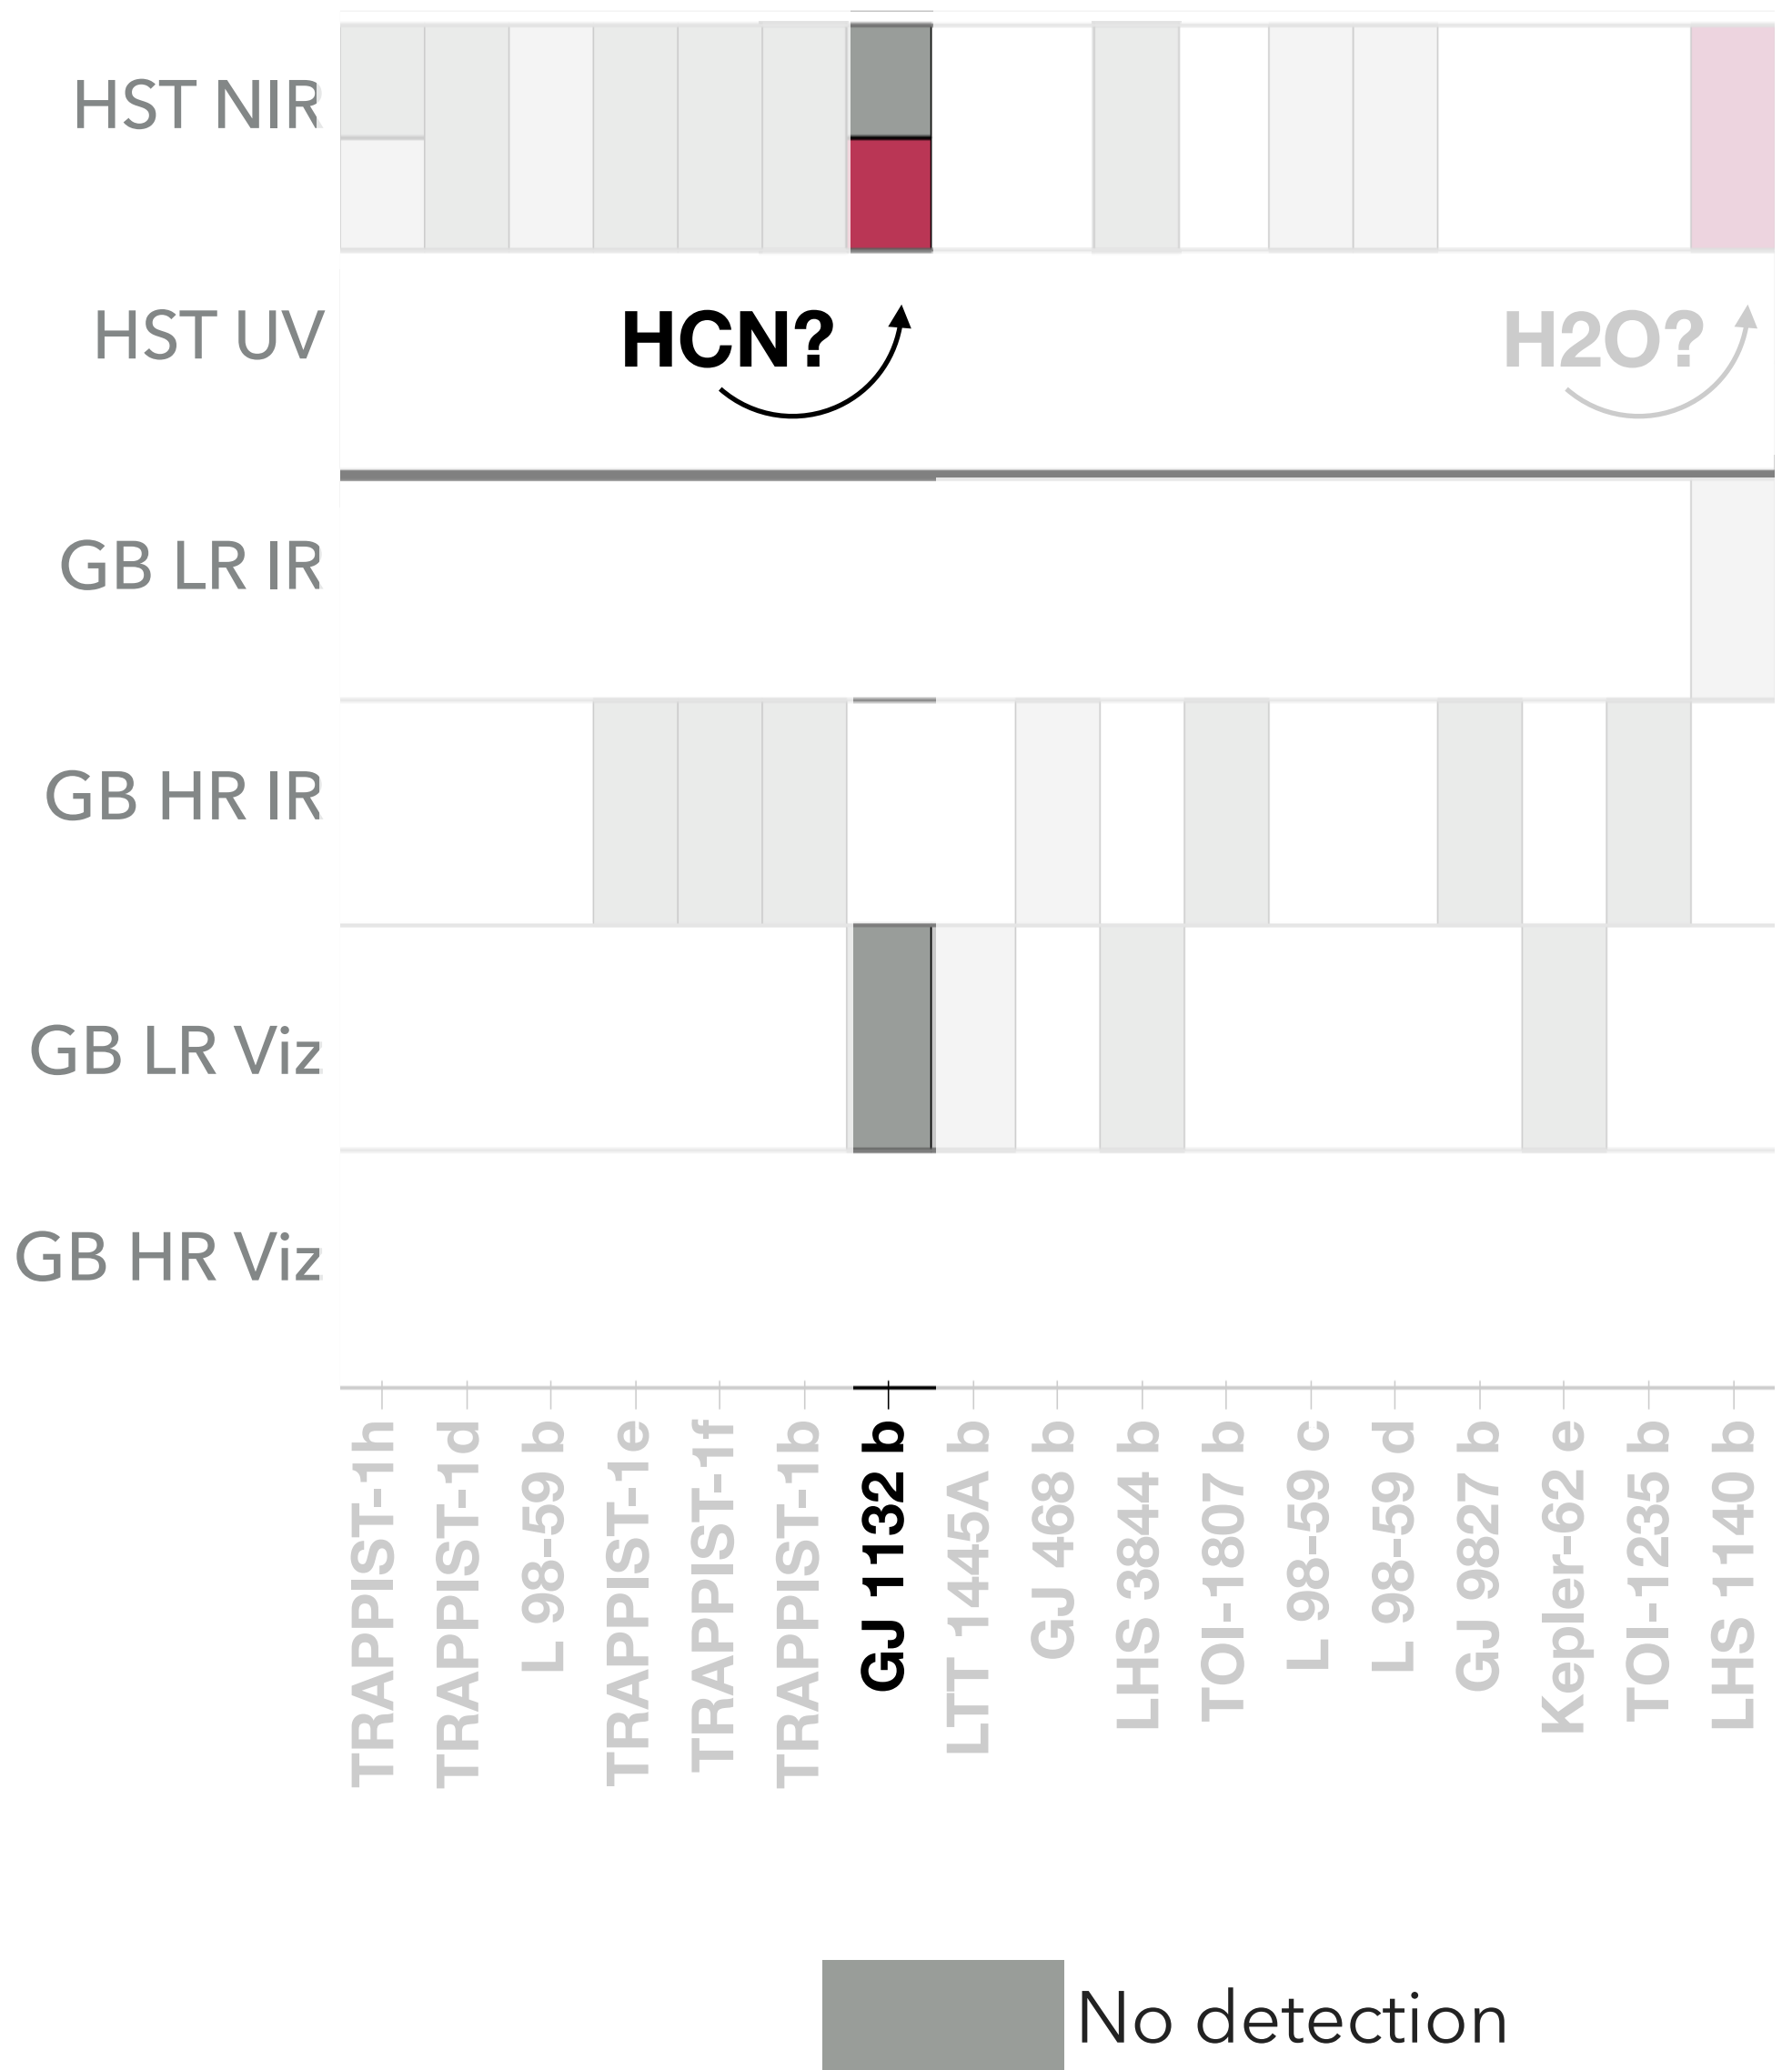 HST NIR
HST UV
HCN?
H2O?
GB LR IR
GB HR IR
GB LR Viz
GB HR Viz
TRAPPIST-1h
TRAPPIST-1d
L 98-59 b
TRAPPIST-1e
TRAPPIST-1f
TRAPPIST-1b
GJ 1132 b
LTT 1445A b
GJ 486 b
LHS 3844 b
TOI-1807 b
L 98-59 c
L 98-59 d
GJ 9827 b
Kepler-62 e
TOI-1235 b
LHS 1140 b
No detection